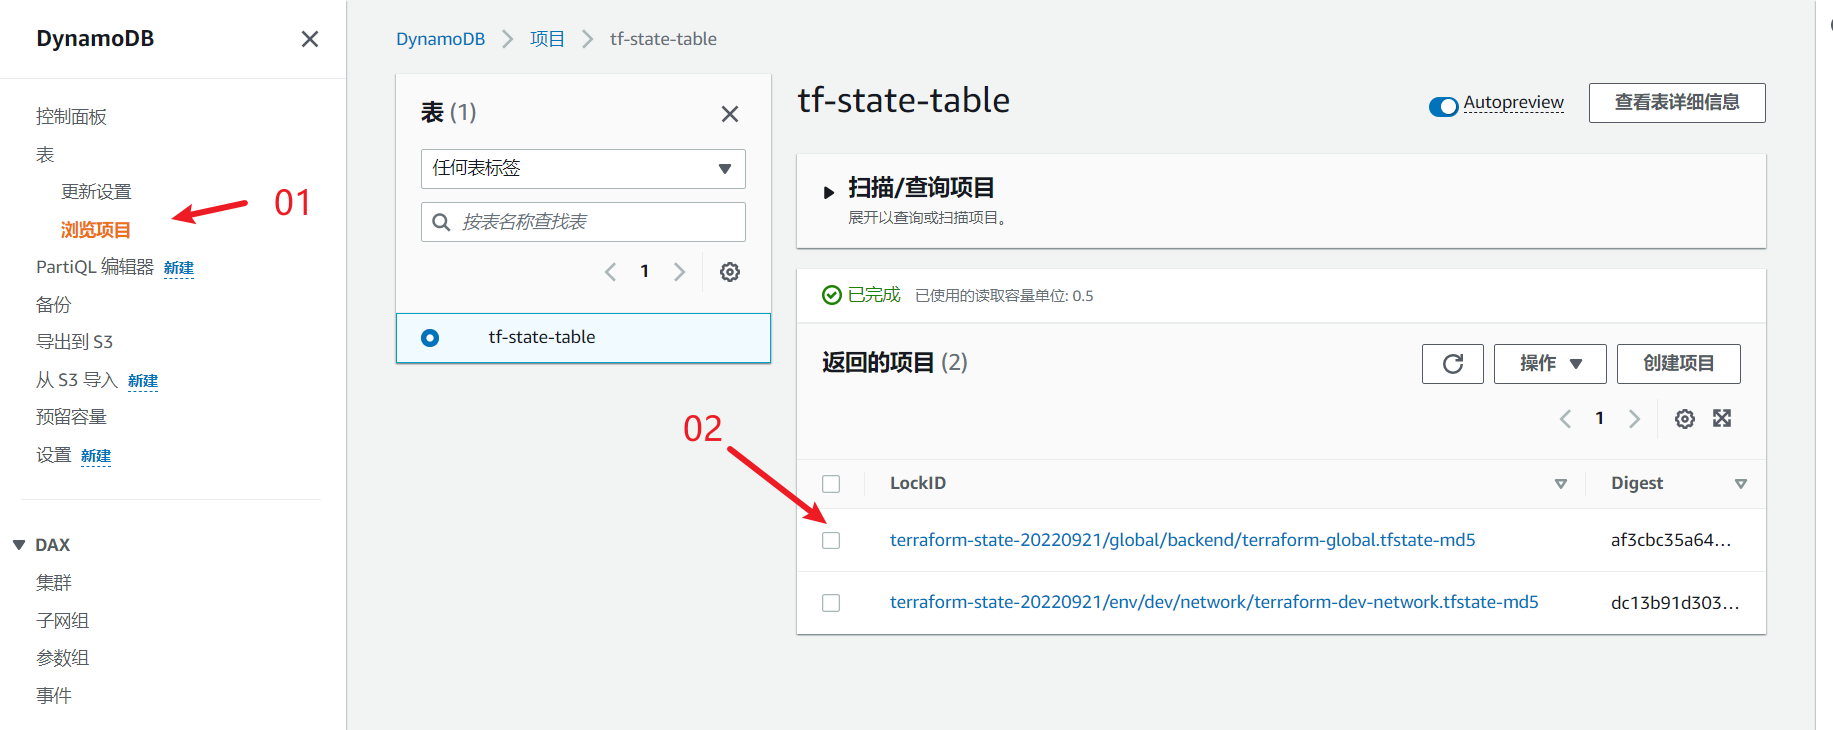 DynamoDB
控制面板
表
更新设置
浏览项目
01
PartiQL 编辑器 新建
备份
导出到 S3
从 S3 导入 新建
预留容量
设置 新建
DAX
集群
子网组
参数组
事件
DynamoDB 项目 tf-state-table
表 (1)
任何表标签
按表名称查找表
1
tf-state-table
tf-state-table
Autopreview
查看表详细信息
扫描/查询项目
展开以查询或扫描项目。
已完成 已使用的读取容量单位: 0.5
返回的项目 (2)
操作
创建项目
1
02
LockID Digest
terraform-state-20220921/global/backend/terraform-global.tfstate-md5 af3cbc35a64...
terraform-state-20220921/env/dev/network/terraform-dev-network.tfstate-md5 dc13b91d303...